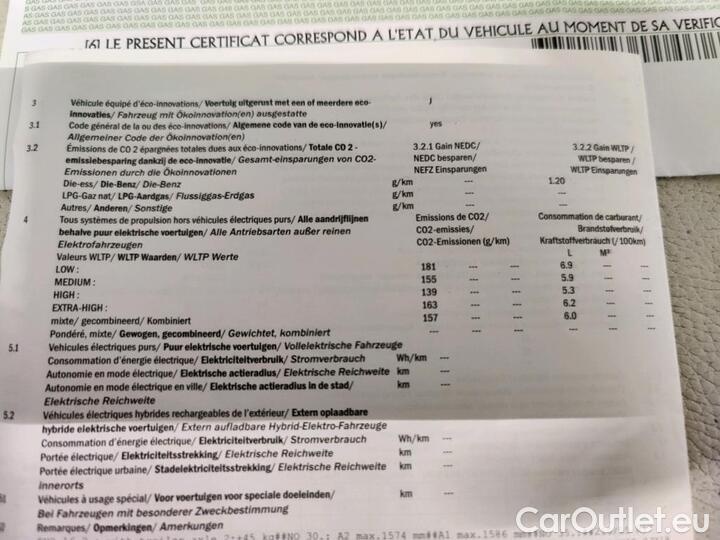 GAS GAS GAS GAS GAS GAS GAS GAS GAS
[6] LE PRESENT CERTIFICAT CORRESPOND A L'ETAT DU VEHICULE AU MOMENT DE SA VERIFIC
3 Véhicule équipé d'éco-innovations/ Voertuig uitgerust met een of meerdere eco- J
innovaties/ Fahrzeug mit Ökoinnovation(en) ausgestatte
3.1 Code général de la ou des éco-innovations/ Algemene code van de eco-innovatie(s)/ yes
Allgemeiner Code der Ökoinnovation(en)
3.2 Émissions de CO 2 épargnées totales dues aux éco-innovations/ Totale CO 2 - 3.2.1 Gain NEDC/ 3.2.2 Gain WLTP/
emissiebesparing dankzij de eco-innovatie/ Gesamt-einsparungen von CO2- NEDC besparen/ WLTP besparen/
Emissionen durch die Ökoinnovationen NEFZ Einsparungen WLTP Einsparungen
Die-ess/ Die-Benz/ Die-Benz g/km --- 1.20
LPG-Gaz nat/ LPG-Aardgas/ Flussiggas-Erdgas g/km --- ---
Autres/ Anderen/ Sonstige g/km --- ---
4 Tous systèmes de propulsion hors véhicules électriques purs/ Alle aandrijflijnen Emissions de CO2/ Consommation de carburant/
behalve puur elektrische voertuigen/ Alle Antriebsarten außer reinen CO2-emissies/ Brandstofverbruik/
Elektrofahrzeugen CO2-Emissionen (g/km) Kraftstoffverbrauch (/100km)
Valeurs WLTP/ WLTP Waarden/ WLTP Werte L M³
LOW : 181 --- --- 6.9 --- ---
MEDIUM : 155 --- --- 5.9 --- ---
HIGH : 139 --- --- 5.3 --- ---
EXTRA-HIGH : 163 --- --- 6.2 --- ---
mixte/ gecombineerd/ Kombiniert 157 --- --- 6.0 --- ---
Pondéré, mixte/ Gewogen, gecombineerd/ Gewichtet, kombiniert --- --- --- --- --- ---
5.1 Véhicules électriques purs/ Puur elektrische voertuigen/ Vollelektrische Fahrzeuge
Consommation d'énergie électrique/ Elektriciteitverbruik/ Stromverbrauch Wh/km ---
Autonomie en mode électrique/ Elektrische actieradius/ Elektrische Reichweite km ---
Autonomie en mode électrique en ville/ Elektrische actieradius in de stad/ km ---
Elektrische Reichweite
5.2 Véhicules électriques hybrides rechargeables de l'extérieur/ Extern oplaadbare
hybride elektrische voertuigen/ Extern aufladbare Hybrid-Elektro-Fahrzeuge
Consommation d'énergie électrique/ Elektriciteitverbruik/ Stromverbrauch Wh/km ---
Portée électrique/ Elektriciteitsstrekking/ Elektrische Reichweite km ---
Portée électrique urbaine/ Stadelektriciteitsstrekking/ Elektrische Reichweite km ---
innerorts
Véhicules à usage spécial/ Voor voertuigen voor speciale doeleinden/ km ---
Bei Fahrzeugen mit besonderer Zweckbestimmung
Remarques/ Opmerkingen/ Amerkungen
30.: A2 max.1574 mm##A1 max.1586 mm
CarOutlet.eu